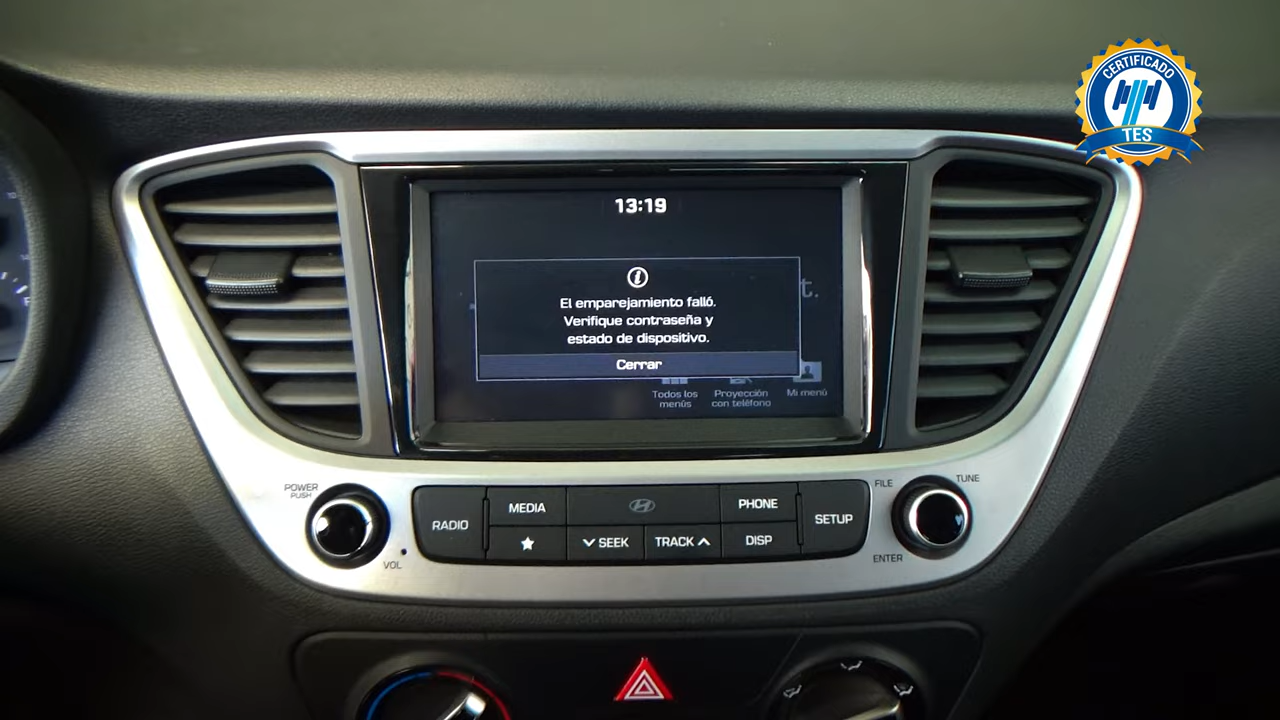 CERTIFICADO
TES
13:19
t.
El emparejamiento falló.
Verifique contraseña y
estado de dispositivo.
Cerrar
Todos los
menús
Proyección
con teléfono
Mi menú
POWER
PUSH
VOL
RADIO
MEDIA
PHONE
SETUP
SEEK
TRACK
DISP
FILE
TUNE
ENTER